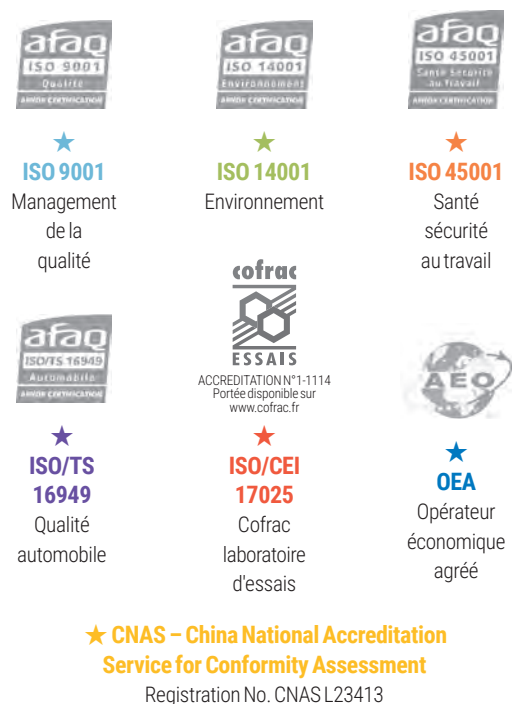 afaq
ISO 9001
Qualité
AFNOR CERTIFICATION
★
ISO 9001
Management
de la
qualité
afaq
ISO 14001
Environnement
AFNOR CERTIFICATION
★
ISO 14001
Environnement
afaq
ISO 45001
Santé Sécurité
au Travail
AFNOR CERTIFICATION
★
ISO 45001
Santé
sécurité
au travail
afaq
ISO/TS 16949
Automobile
AFNOR CERTIFICATION
★
ISO/TS
16949
Qualité
automobile
cofrac
ESSAIS
ACCREDITATION N°1-1114
Portée disponible sur
www.cofrac.fr
★
ISO/CEI
17025
Cofrac
laboratoire
d'essais
AEO
★
OEA
Opérateur
économique
agréé
★ CNAS – China National Accreditation
Service for Conformity Assessment
Registration No. CNAS L23413